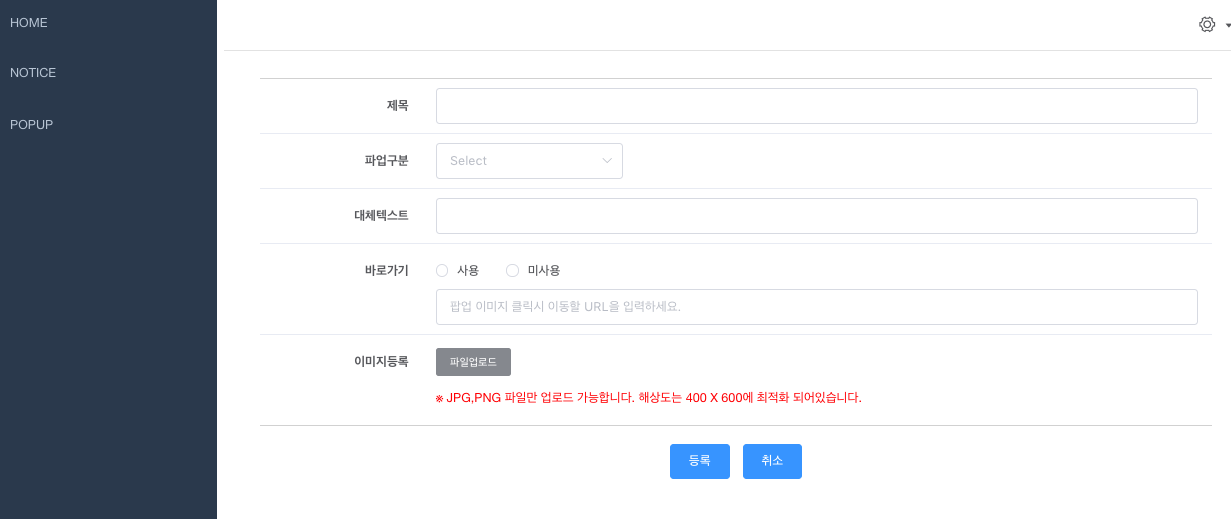 HOME
NOTICE
POPUP
제목
파업구분
Select
대체텍스트
바로가기
사용
미사용
팝업 이미지 클릭시 이동할 URL을 입력하세요.
이미지등록
파일업로드
※ JPG,PNG 파일만 업로드 가능합니다. 해상도는 400 X 600에 최적화 되어있습니다.
등록
취소